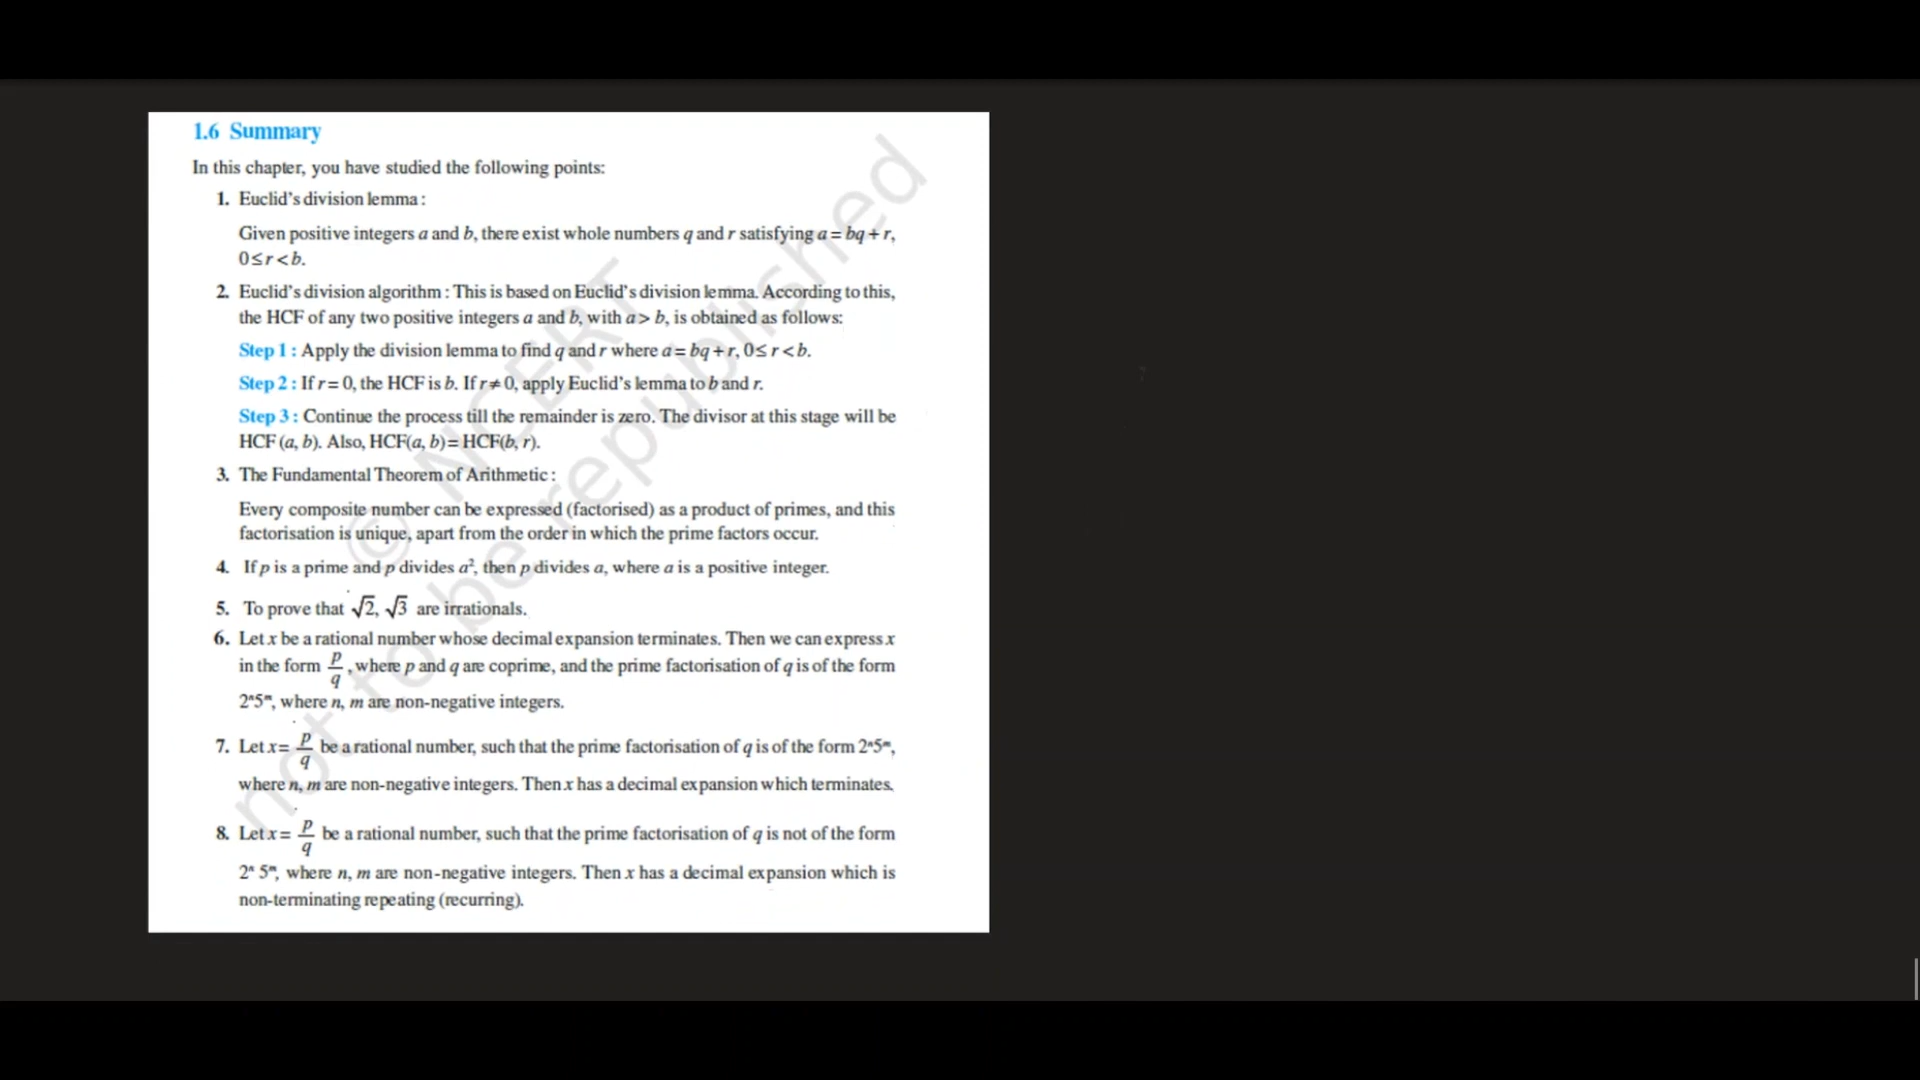 1.6 Summary
In this chapter, you have studied the following points:
1. Euclid's division lemma :
Given positive integers a and b, there exist whole numbers q and r satisfying a = bq + r,
0 ≤ r < b.
2. Euclid's division algorithm : This is based on Euclid's division lemma. According to this,
the HCF of any two positive integers a and b, with a > b, is obtained as follows:
Step 1 : Apply the division lemma to find q and r where a = bq + r, 0 ≤ r < b.
Step 2 : If r = 0, the HCF is b. If r ≠ 0, apply Euclid's lemma to b and r.
Step 3 : Continue the process till the remainder is zero. The divisor at this stage will be
HCF (a, b). Also, HCF(a, b) = HCF(b, r).
3. The Fundamental Theorem of Arithmetic :
Every composite number can be expressed (factorised) as a product of primes, and this
factorisation is unique, apart from the order in which the prime factors occur.
4. If p is a prime and p divides a², then p divides a, where a is a positive integer.
5. To prove that √2, √3 are irrationals.
6. Let x be a rational number whose decimal expansion terminates. Then we can express x
in the form p/q, where p and q are coprime, and the prime factorisation of q is of the form
2ⁿ5ᵐ, where n, m are non-negative integers.
7. Let x = p/q be a rational number, such that the prime factorisation of q is of the form 2ⁿ5ᵐ,
where n, m are non-negative integers. Then x has a decimal expansion which terminates.
8. Let x = p/q be a rational number, such that the prime factorisation of q is not of the form
2ⁿ 5ᵐ, where n, m are non-negative integers. Then x has a decimal expansion which is
non-terminating repeating (recurring).
© NCERT
not to be republished